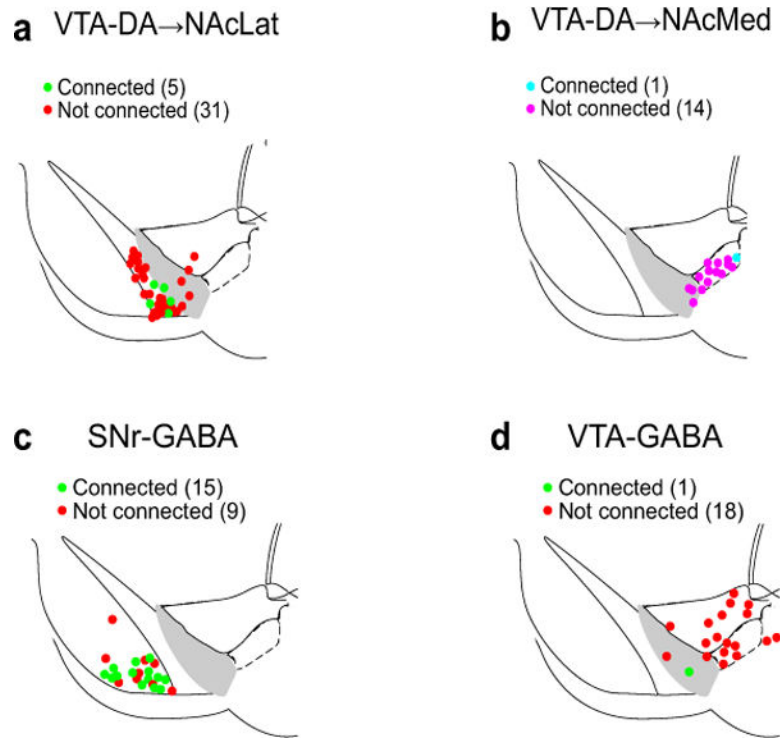 a VTA-DA→NAcLat
Connected (5)
Not connected (31)
b VTA-DA→NAcMed
Connected (1)
Not connected (14)
c SNr-GABA
Connected (15)
Not connected (9)
d VTA-GABA
Connected (1)
Not connected (18)